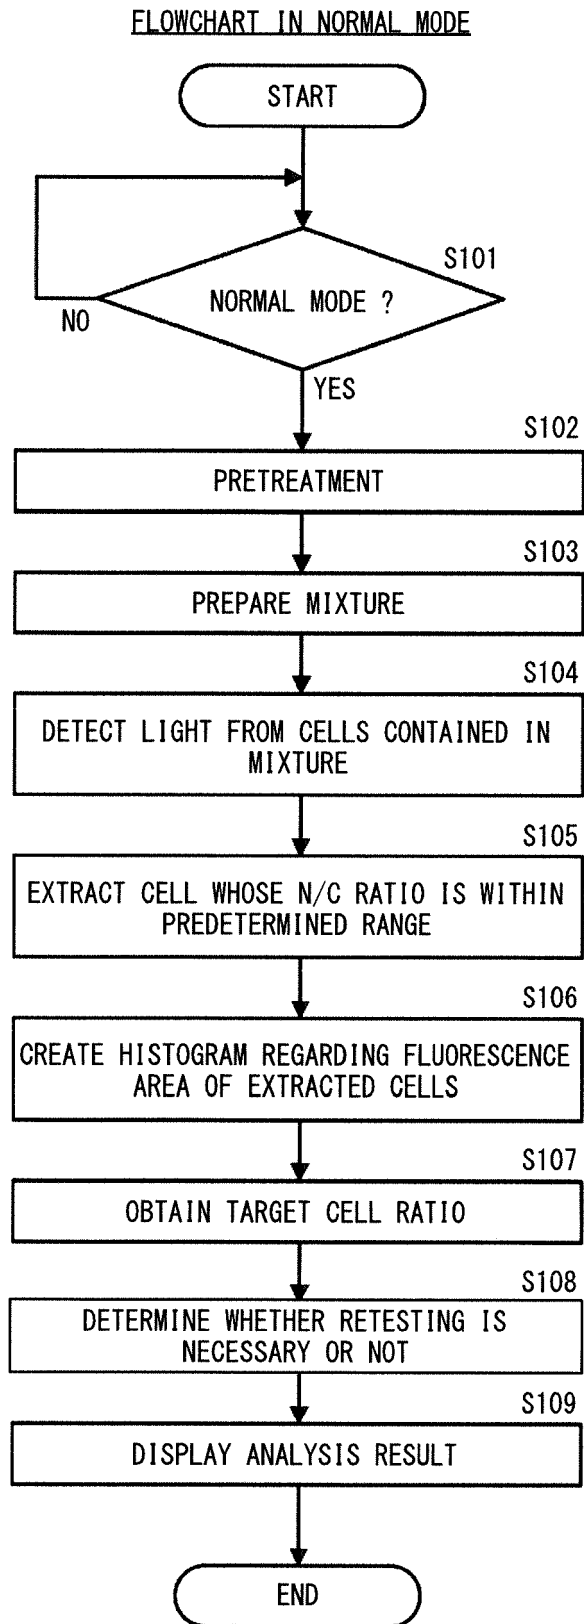 FLOWCHART IN NORMAL MODE
START
S101
NORMAL MODE ?
NO
YES
S102
PRETREATMENT
S103
PREPARE MIXTURE
S104
DETECT LIGHT FROM CELLS CONTAINED IN
MIXTURE
S105
EXTRACT CELL WHOSE N/C RATIO IS WITHIN
PREDETERMINED RANGE
S106
CREATE HISTOGRAM REGARDING FLUORESCENCE
AREA OF EXTRACTED CELLS
S107
OBTAIN TARGET CELL RATIO
S108
DETERMINE WHETHER RETESTING IS
NECESSARY OR NOT
S109
DISPLAY ANALYSIS RESULT
END